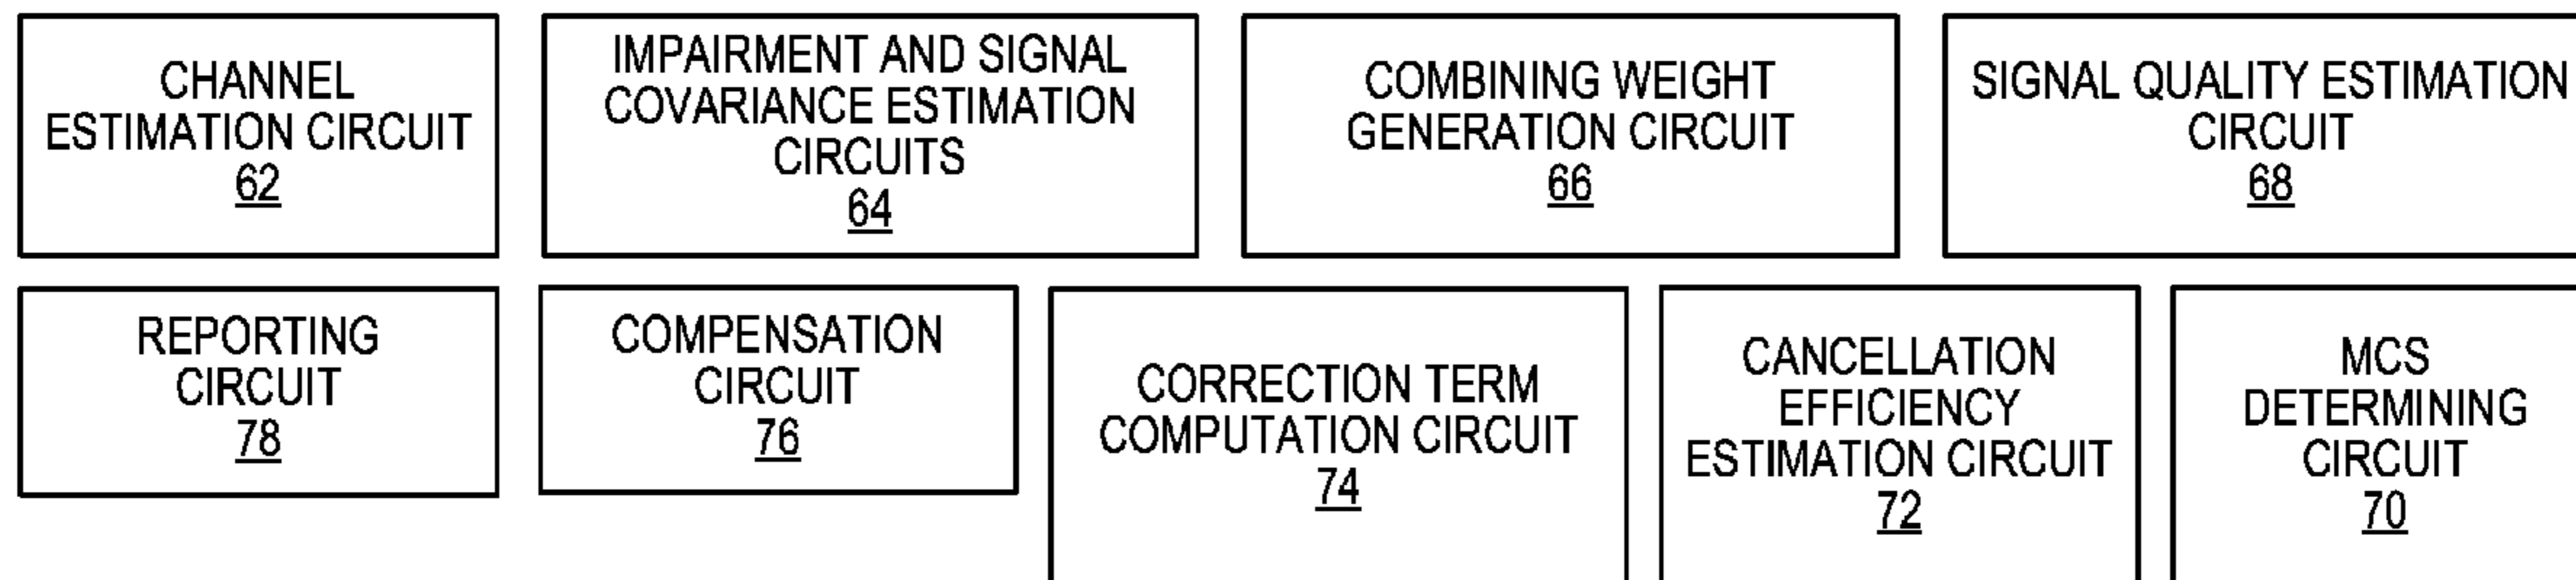 CHANNEL
ESTIMATION CIRCUIT
62
IMPAIRMENT AND SIGNAL
COVARIANCE ESTIMATION
CIRCUITS
64
COMBINING WEIGHT
GENERATION CIRCUIT
66
SIGNAL QUALITY ESTIMATION
CIRCUIT
68
REPORTING
CIRCUIT
78
COMPENSATION
CIRCUIT
76
CORRECTION TERM
COMPUTATION CIRCUIT
74
CANCELLATION
EFFICIENCY
ESTIMATION CIRCUIT
72
MCS
DETERMINING
CIRCUIT
70